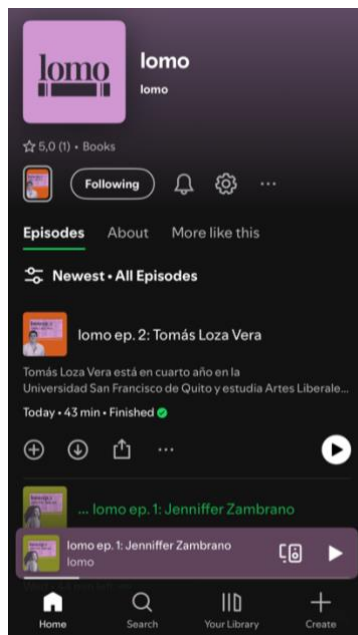 lomo
lomo
lomo
5,0 (1) • Books
Following
Episodes About More like this
Newest • All Episodes
lomo ep. 2: Tomás Loza Vera
Tomás Loza Vera está en cuarto año en la
Universidad San Francisco de Quito y estudia Artes Liberale...
Today • 43 min • Finished
... lomo ep. 1: Jenniffer Zambrano
lomo ep. 1: Jenniffer Zambrano
lomo
Home Search Your Library Create